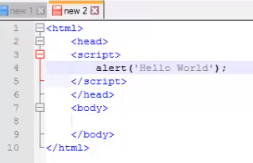 new 1 new 2
1 <html>
2 <head>
3 <script>
4 alert('Hello World');
5 </script>
6 </head>
7 <body>
8
9 </body>
10 </html>